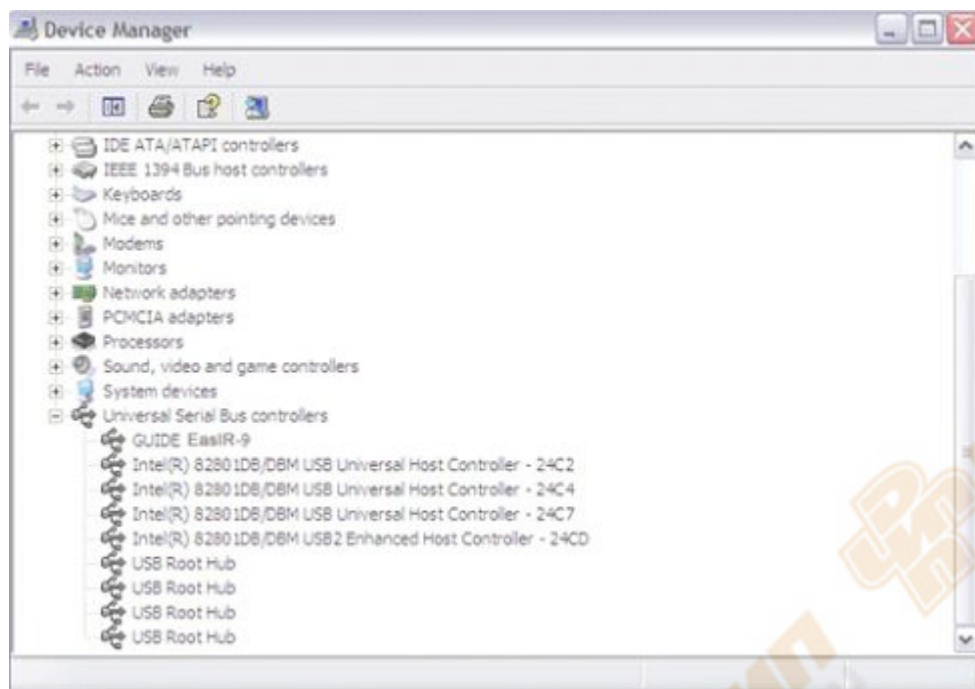 Device Manager
File Action View Help
IDE ATA/ATAPI controllers
IEEE 1394 Bus host controllers
Keyboards
Mice and other pointing devices
Modems
Monitors
Network adapters
PCMCIA adapters
Processors
Sound, video and game controllers
System devices
Universal Serial Bus controllers
GUIDE EasIR-9
Intel(R) 82801DB/DBM USB Universal Host Controller - 24C2
Intel(R) 82801DB/DBM USB Universal Host Controller - 24C4
Intel(R) 82801DB/DBM USB Universal Host Controller - 24C7
Intel(R) 82801DB/DBM USB2 Enhanced Host Controller - 24CD
USB Root Hub
USB Root Hub
USB Root Hub
USB Root Hub